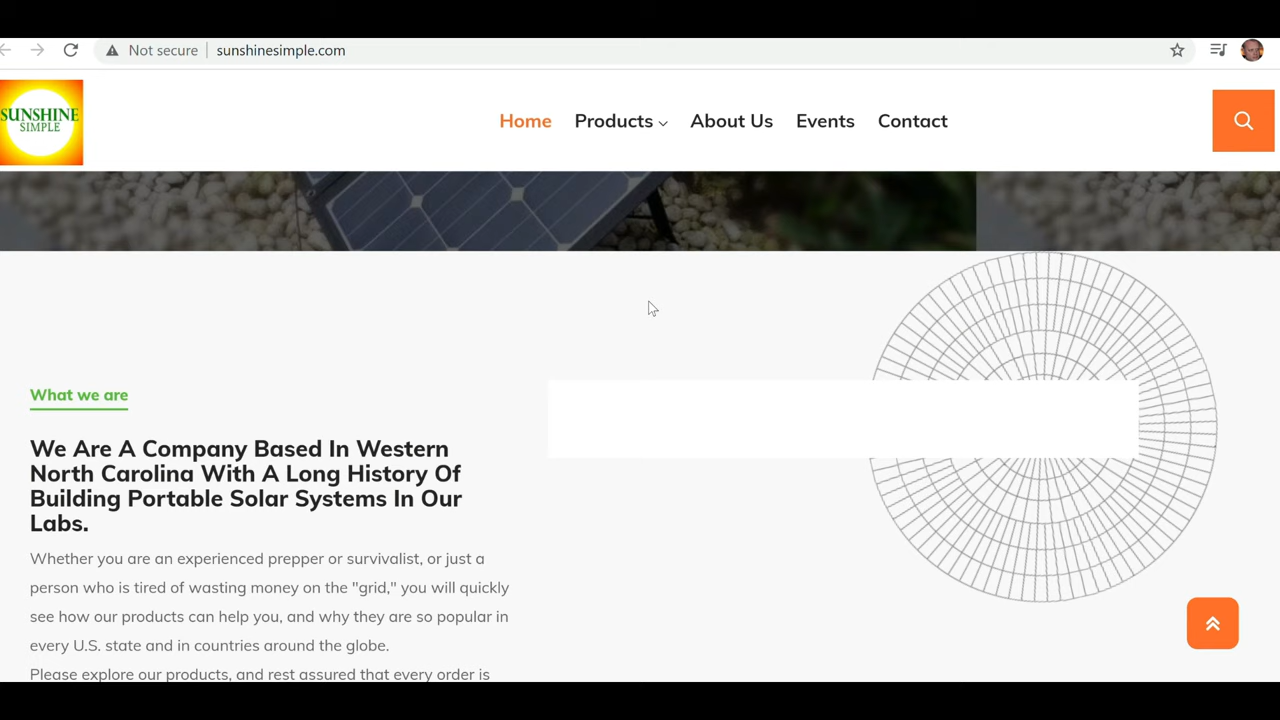 Not secure
sunshinesimple.com
SUNSHINE
SIMPLE
Home
Products
About Us
Events
Contact
What we are
We Are A Company Based In Western
North Carolina With A Long History Of
Building Portable Solar Systems In Our
Labs.
Whether you are an experienced prepper or survivalist, or just a
person who is tired of wasting money on the "grid," you will quickly
see how our products can help you, and why they are so popular in
every U.S. state and in countries around the globe.
Please explore our products, and rest assured that every order is